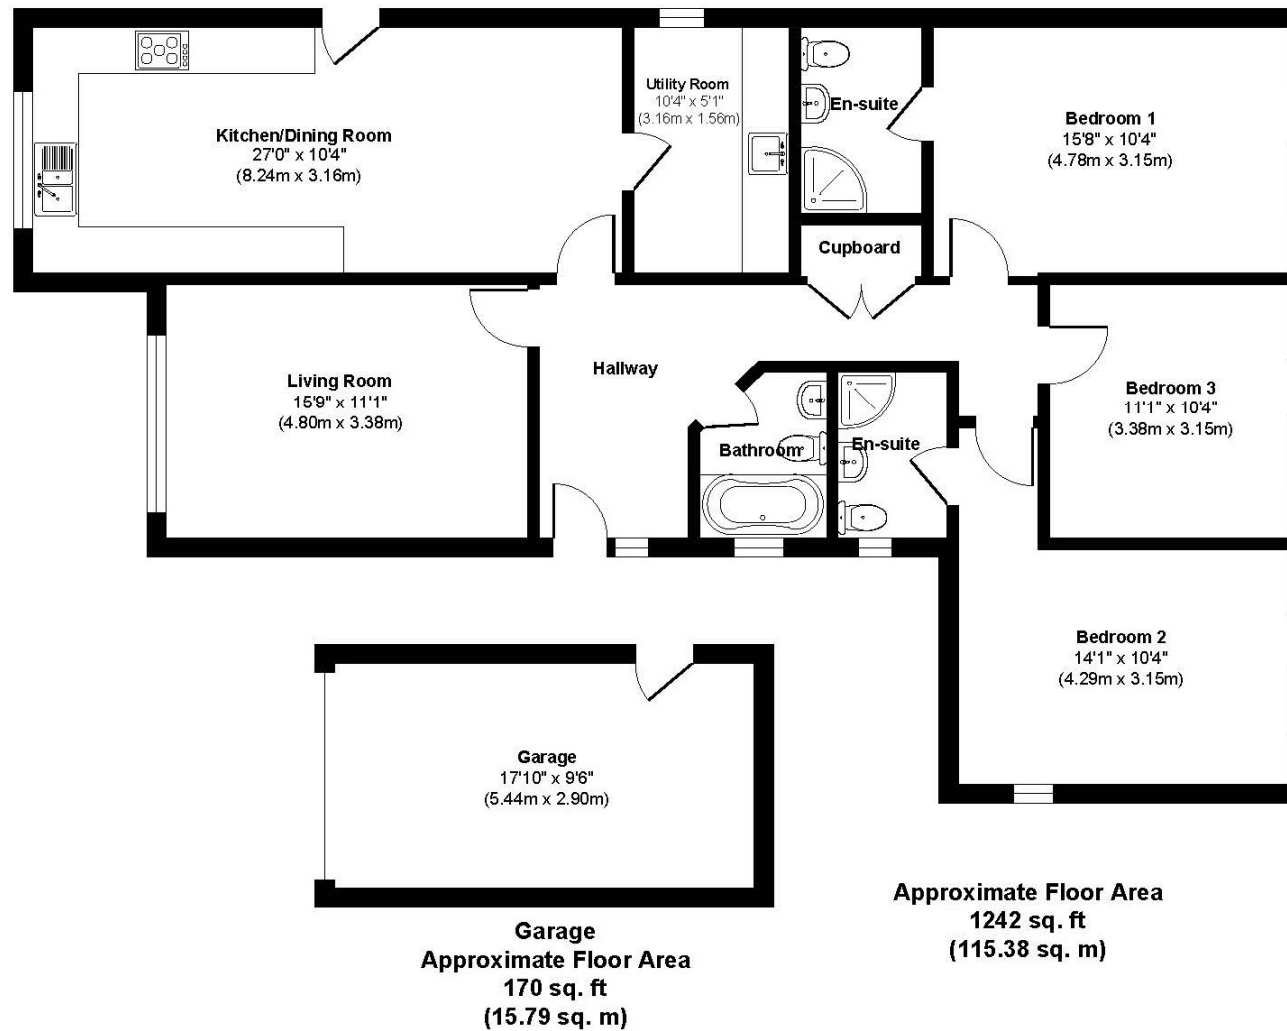 Kitchen/Dining Room
27'0" x 10'4"
(8.24m x 3.16m)
Utility Room
10'4" x 5'1"
(3.16m x 1.56m)
En-suite
Bedroom 1
15'8" x 10'4"
(4.78m x 3.15m)
Cupboard
Living Room
15'9" x 11'1"
(4.80m x 3.38m)
Hallway
Bathroom
En-suite
Bedroom 3
11'1" x 10'4"
(3.38m x 3.15m)
Bedroom 2
14'1" x 10'4"
(4.29m x 3.15m)
Garage
17'10" x 9'6"
(5.44m x 2.90m)
Garage
Approximate Floor Area
170 sq. ft
(15.79 sq. m)
Approximate Floor Area
1242 sq. ft
(115.38 sq. m)